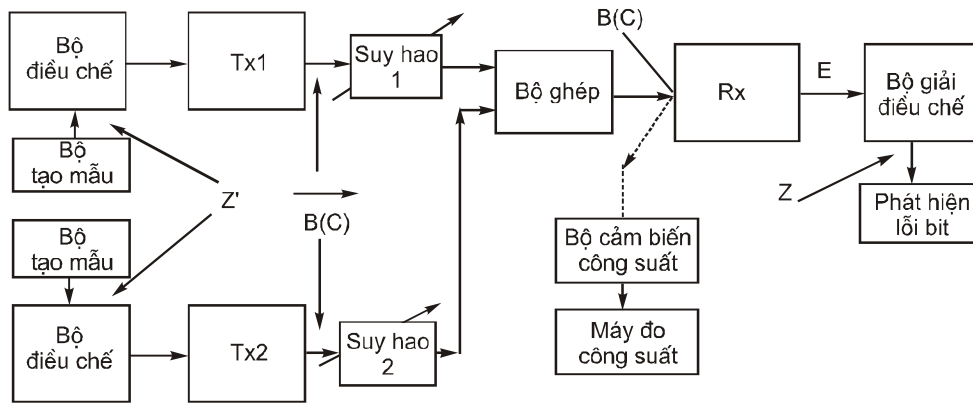 Bộ
điều chế
Tx1
Suy hao
1
Bộ ghép
B(C)
Rx
E
Bộ giải
điều chế
Bộ
tạo mẫu
Z'
B(C)
Z
Phát hiện
lỗi bit
Bộ
tạo mẫu
Bộ cảm biến
công suất
Bộ
điều chế
Tx2
Suy hao
2
Máy đo
công suất